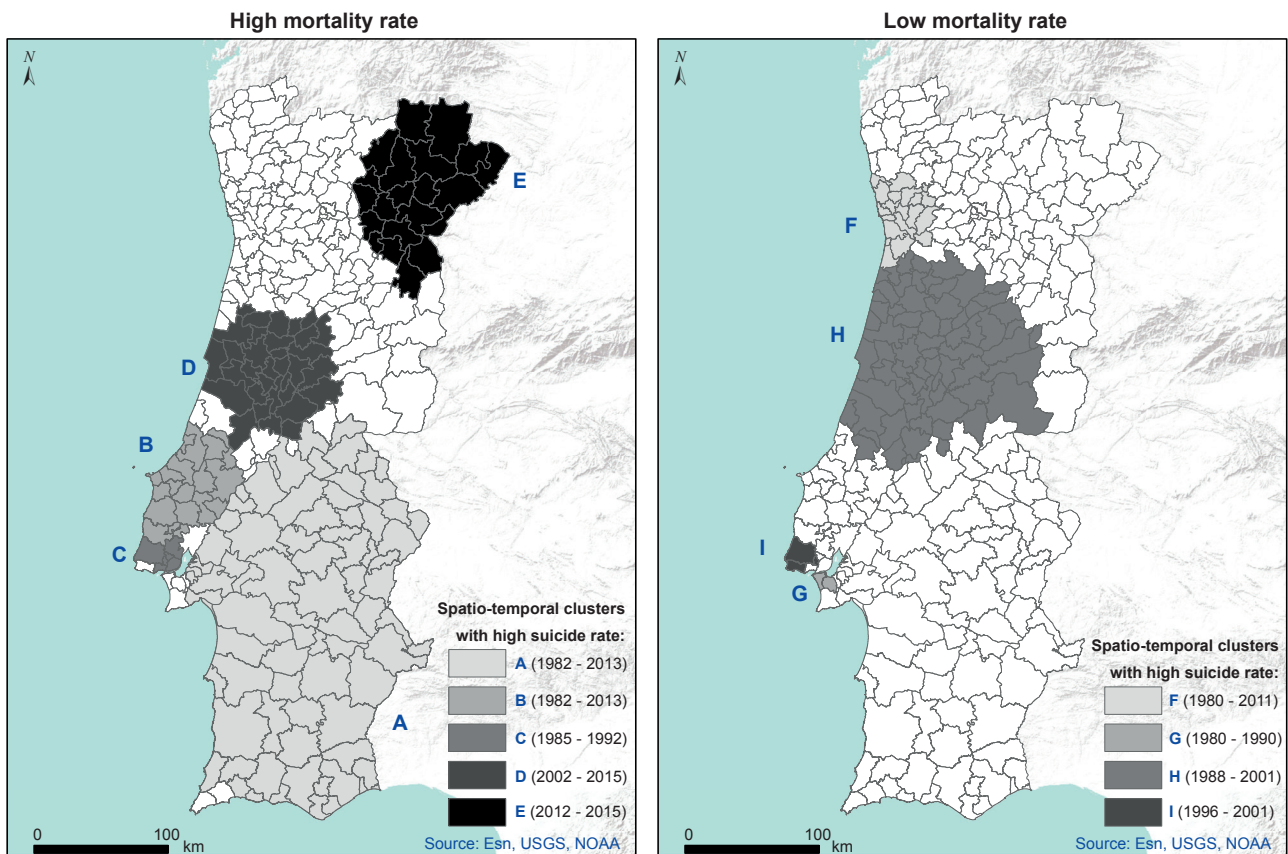 High mortality rate
N
E
D
B
C
A
Spatio-temporal clusters
with high suicide rate:
A (1982 - 2013)
B (1982 - 2013)
C (1985 - 1992)
D (2002 - 2015)
E (2012 - 2015)
0 100
km
Source: Esn, USGS, NOAA
Low mortality rate
N
F
H
I
G
Spatio-temporal clusters
with high suicide rate:
F (1980 - 2011)
G (1980 - 1990)
H (1988 - 2001)
I (1996 - 2001)
0 100
km
Source: Esn, USGS, NOAA